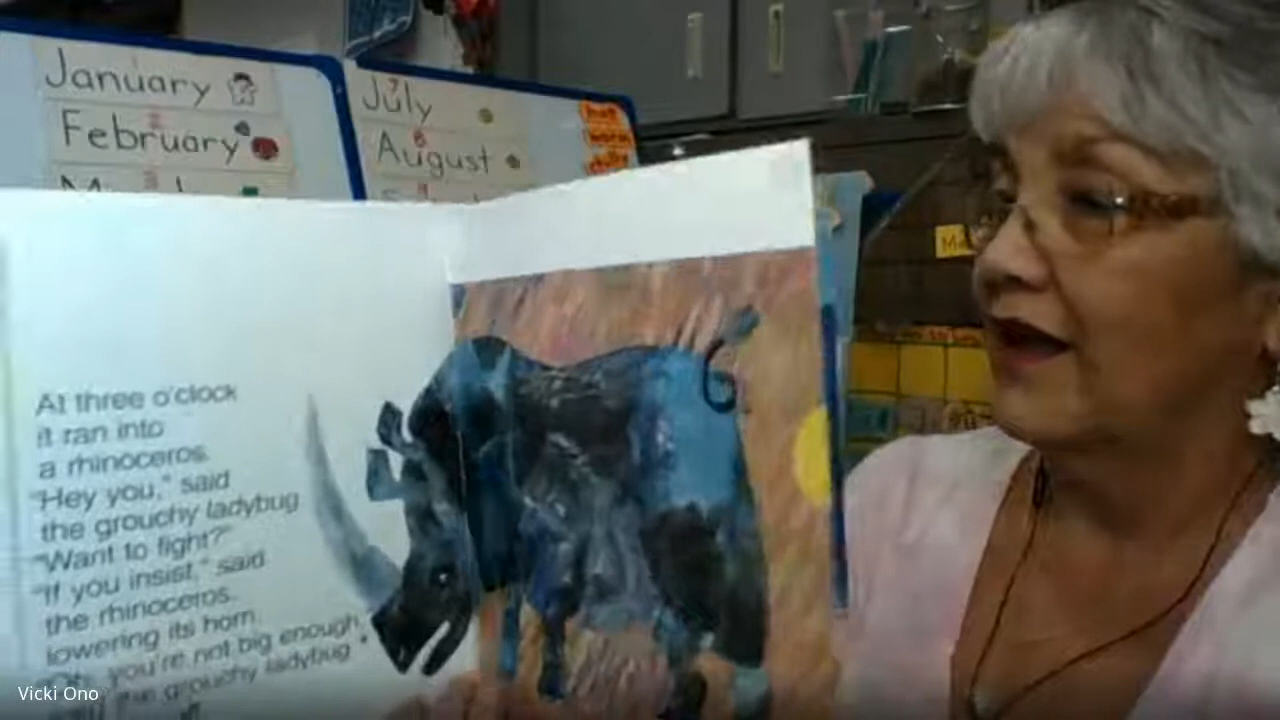 January
February
July
August
At three o'clock
it ran into
a rhinoceros.
"Hey you," said
the grouchy ladybug
"Want to fight?"
"If you insist," said
the rhinoceros.
lowering its horn.
"Oh, you're not big enough,"
the grouchy ladybug
Vicki Ono